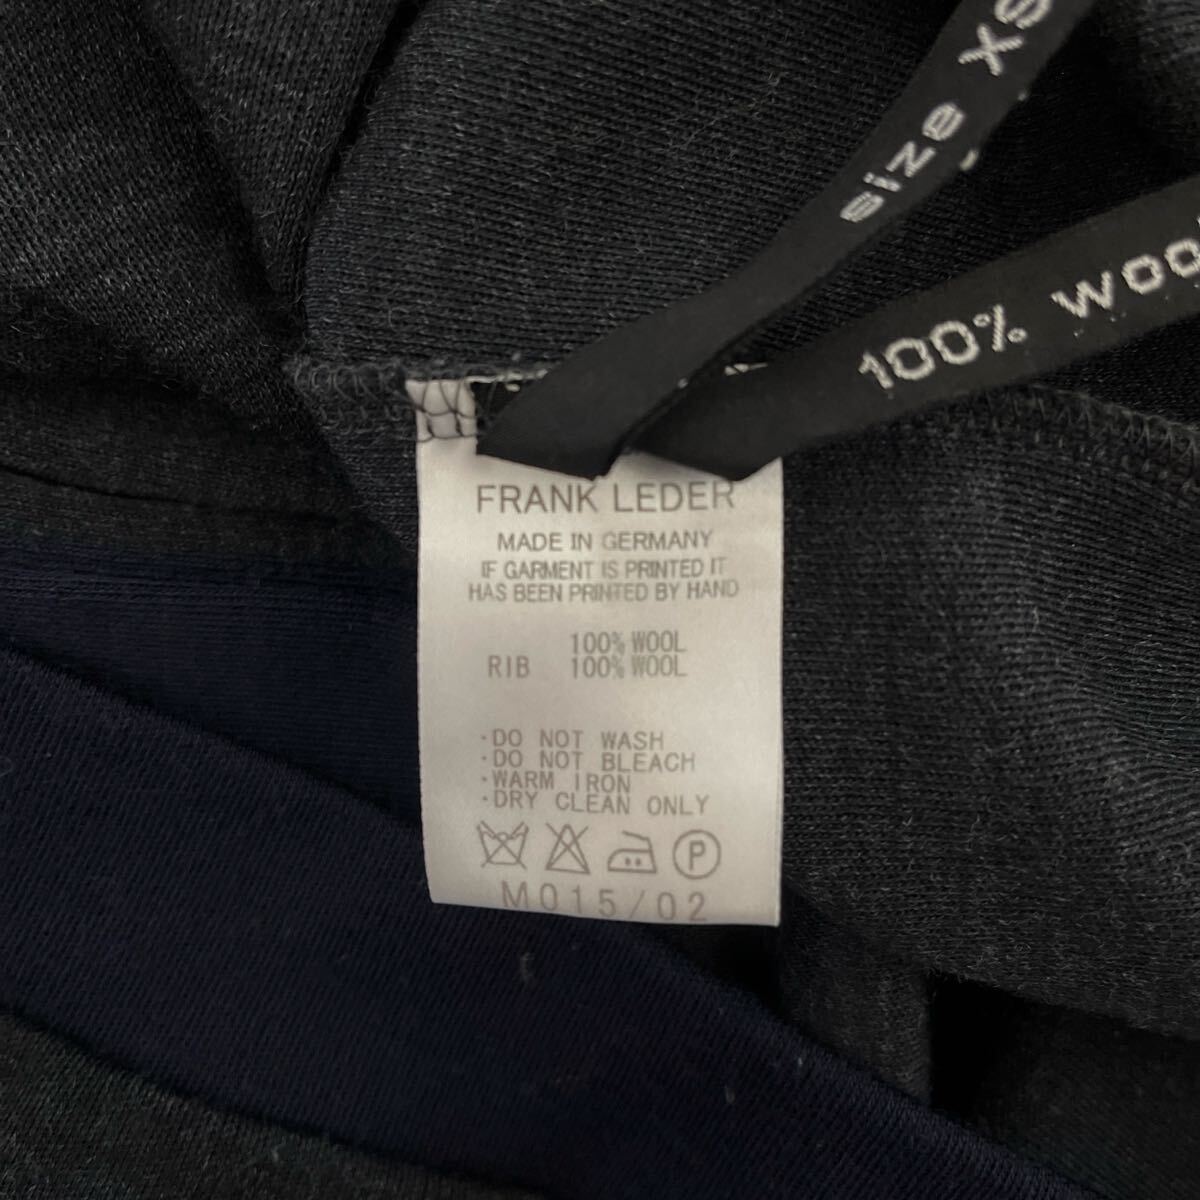 size XS
100% wool
FRANK LEDER
MADE IN GERMANY
IF GARMENT IS PRINTED IT
HAS BEEN PRINTED BY HAND
100% WOOL
RIB 100% WOOL
·DO NOT WASH
·DO NOT BLEACH
·WARM IRON
·DRY CLEAN ONLY
P
M015/02